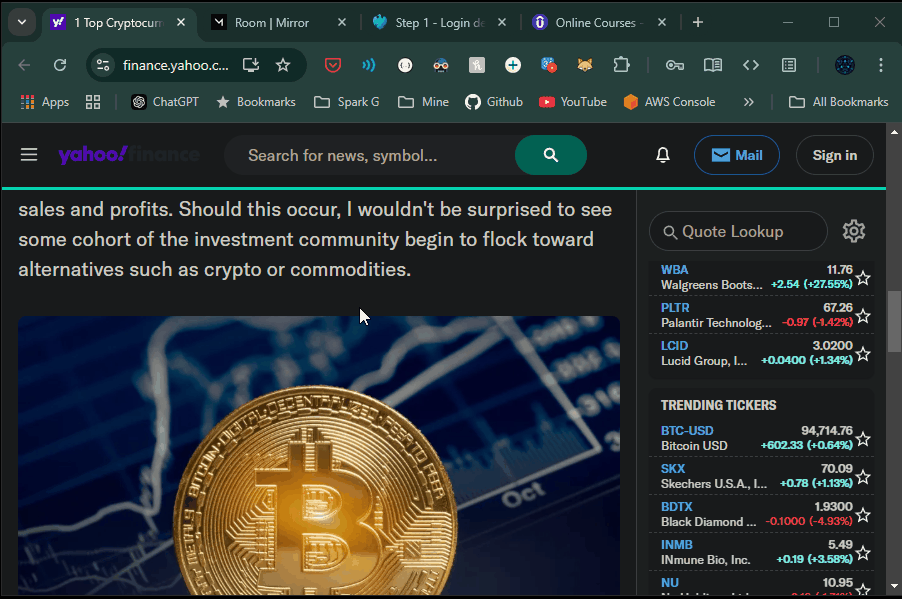 1 Top Cryptocurr
Room | Mirror
Step 1 - Login de
Online Courses -
finance.yahoo.c...
Apps
ChatGPT
Bookmarks
Spark G
Mine
Github
YouTube
AWS Console
All Bookmarks
yahoo!finance
Search for news, symbol...
Mail
Sign in
sales and profits. Should this occur, I wouldn't be surprised to see
some cohort of the investment community begin to flock toward
alternatives such as crypto or commodities.
Oct
Quote Lookup
WBA 11.76
Walgreens Boots... +2.54 (+27.55%)
PLTR 67.26
Palantir Technolog... -0.97 (-1.42%)
LCID 3.0200
Lucid Group, I... +0.0400 (+1.34%)
TRENDING TICKERS
BTC-USD 94,714.76
Bitcoin USD +602.33 (+0.64%)
SKX 70.09
Skechers U.S.A., I... +0.78 (+1.13%)
BDTX 1.9300
Black Diamond ... -0.1000 (-4.93%)
INMB 5.49
INmune Bio, Inc. +0.19 (+3.58%)
NU 10.95